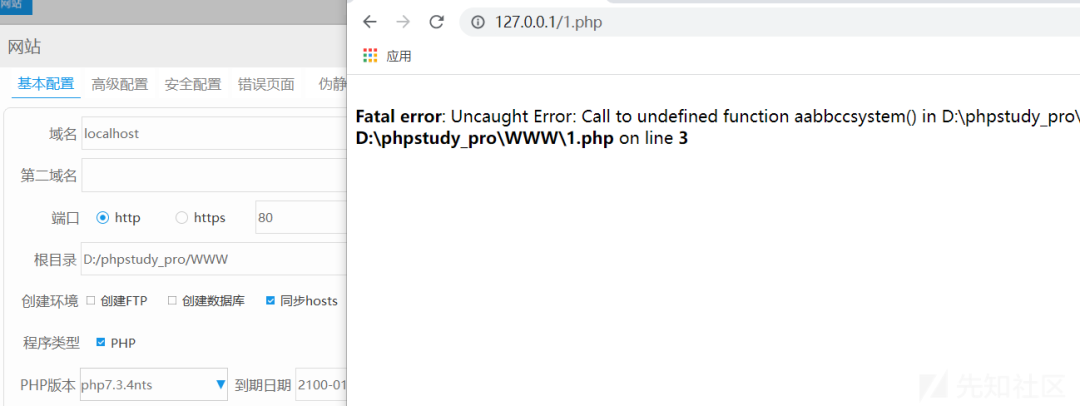 网站
网站
基本配置 高级配置 安全配置 错误页面 伪静
域名 localhost
第二域名
端口 http https 80
根目录 D:/phpstudy_pro/WWW
创建环境 创建FTP 创建数据库 同步hosts
程序类型 PHP
PHP版本 php7.3.4nts 到期日期 2100-01
127.0.0.1/1.php
应用
Fatal error: Uncaught Error: Call to undefined function aabbccsystem() in D:\phpstudy_pro\
D:\phpstudy_pro\WWW\1.php on line 3
先知社区